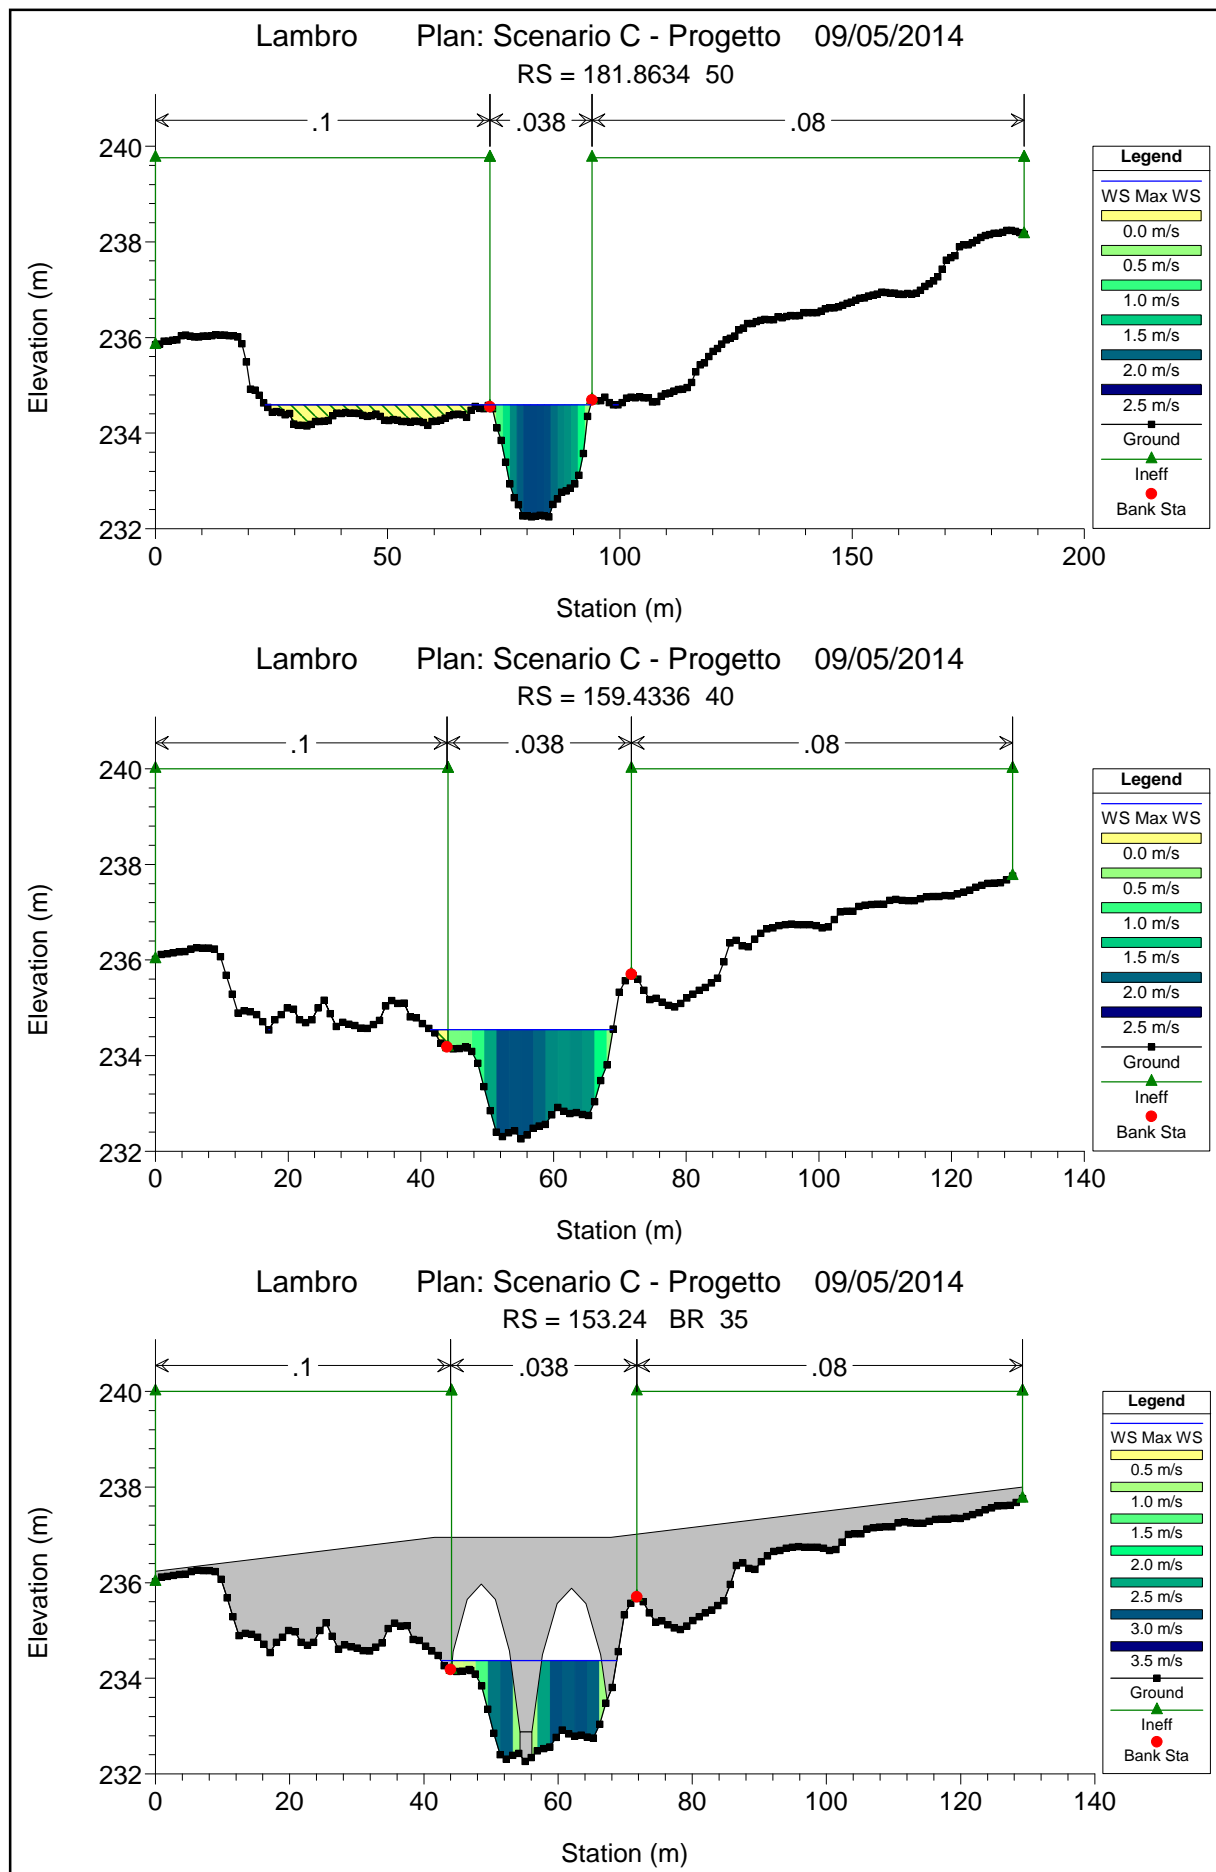 Lambro Plan: Scenario C - Progetto 09/05/2014
RS = 181.8634 50
.1 .038 .08
240
238
236
234
232
Elevation (m)
0 50 100 150 200
Station (m)
Legend
WS Max WS
0.0 m/s
0.5 m/s
1.0 m/s
1.5 m/s
2.0 m/s
2.5 m/s
Ground
Ineff
Bank Sta
Lambro Plan: Scenario C - Progetto 09/05/2014
RS = 159.4336 40
.1 .038 .08
240
238
236
234
232
Elevation (m)
0 20 40 60 80 100 120 140
Station (m)
Legend
WS Max WS
0.0 m/s
0.5 m/s
1.0 m/s
1.5 m/s
2.0 m/s
2.5 m/s
Ground
Ineff
Bank Sta
Lambro Plan: Scenario C - Progetto 09/05/2014
RS = 153.24 BR 35
.1 .038 .08
240
238
236
234
232
Elevation (m)
0 20 40 60 80 100 120 140
Station (m)
Legend
WS Max WS
0.5 m/s
1.0 m/s
1.5 m/s
2.0 m/s
2.5 m/s
3.0 m/s
3.5 m/s
Ground
Ineff
Bank Sta